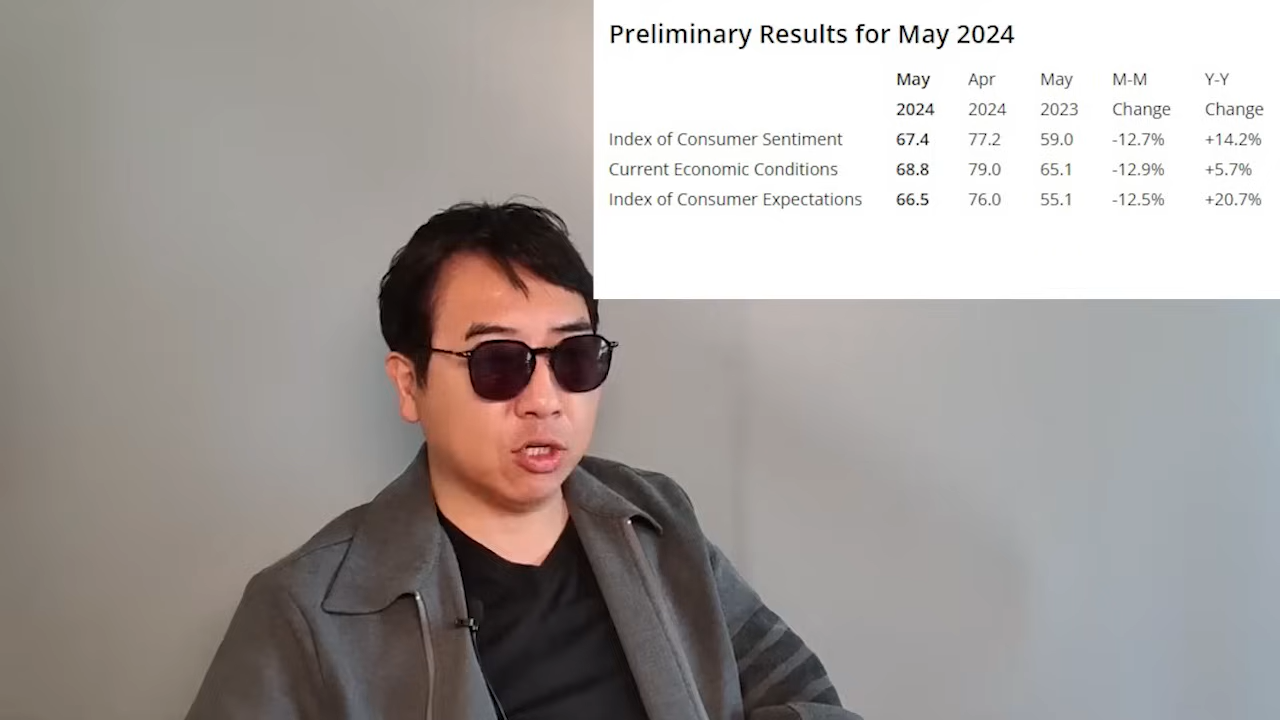 Preliminary Results for May 2024
May Apr May M-M Y-Y
2024 2024 2023 Change Change
Index of Consumer Sentiment 67.4 77.2 59.0 -12.7% +14.2%
Current Economic Conditions 68.8 79.0 65.1 -12.9% +5.7%
Index of Consumer Expectations 66.5 76.0 55.1 -12.5% +20.7%